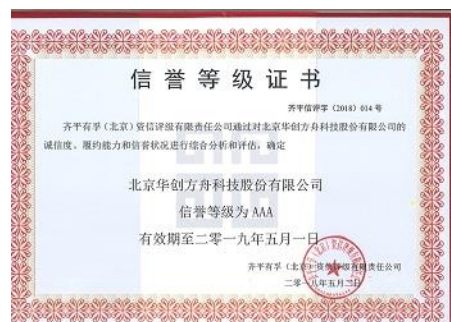 信誉等级证书
齐平信评字（2018）014 号
齐平有孚（北京）资信评级有限责任公司通过对北京华创方舟科技股份有限公司的
诚信度、履约能力和信誉状况进行综合分析和评估，确定
北京华创方舟科技股份有限公司
信誉等级为 AAA
有效期至二零一九年五月一日
齐平有孚（北京）资信评级有限责任公司
二零一八年五月二日